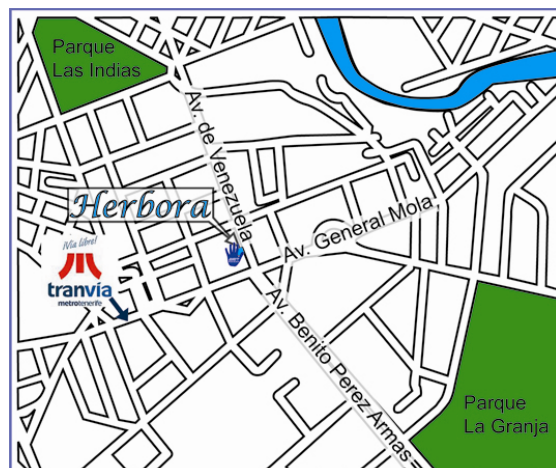 Parque
Las Indias
Av. de Venezuela
Herbora
Av. General Mola
¡Vía libre!
tranvía
metrotenerife
Av. Benito Perez Armas
Parque
La Granja